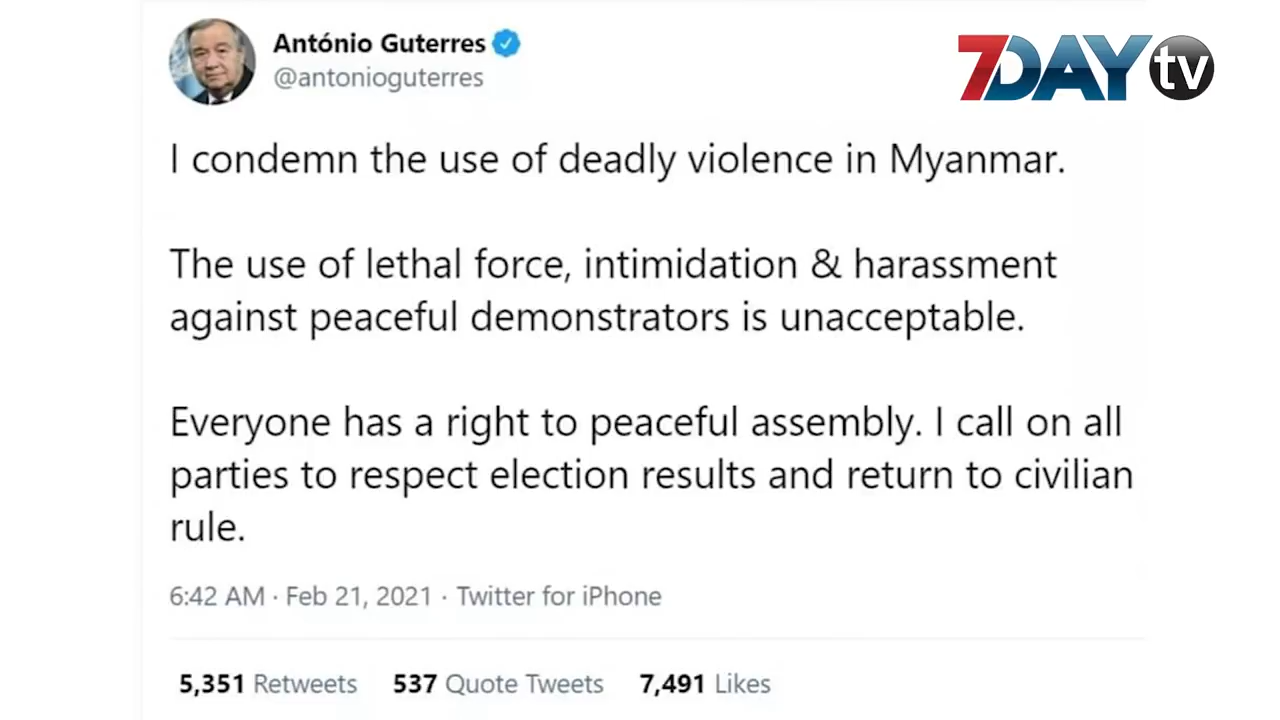 António Guterres
@antonioguterres
7DAY tv
I condemn the use of deadly violence in Myanmar.
The use of lethal force, intimidation & harassment
against peaceful demonstrators is unacceptable.
Everyone has a right to peaceful assembly. I call on all
parties to respect election results and return to civilian
rule.
6:42 AM · Feb 21, 2021 · Twitter for iPhone
5,351 Retweets 537 Quote Tweets 7,491 Likes